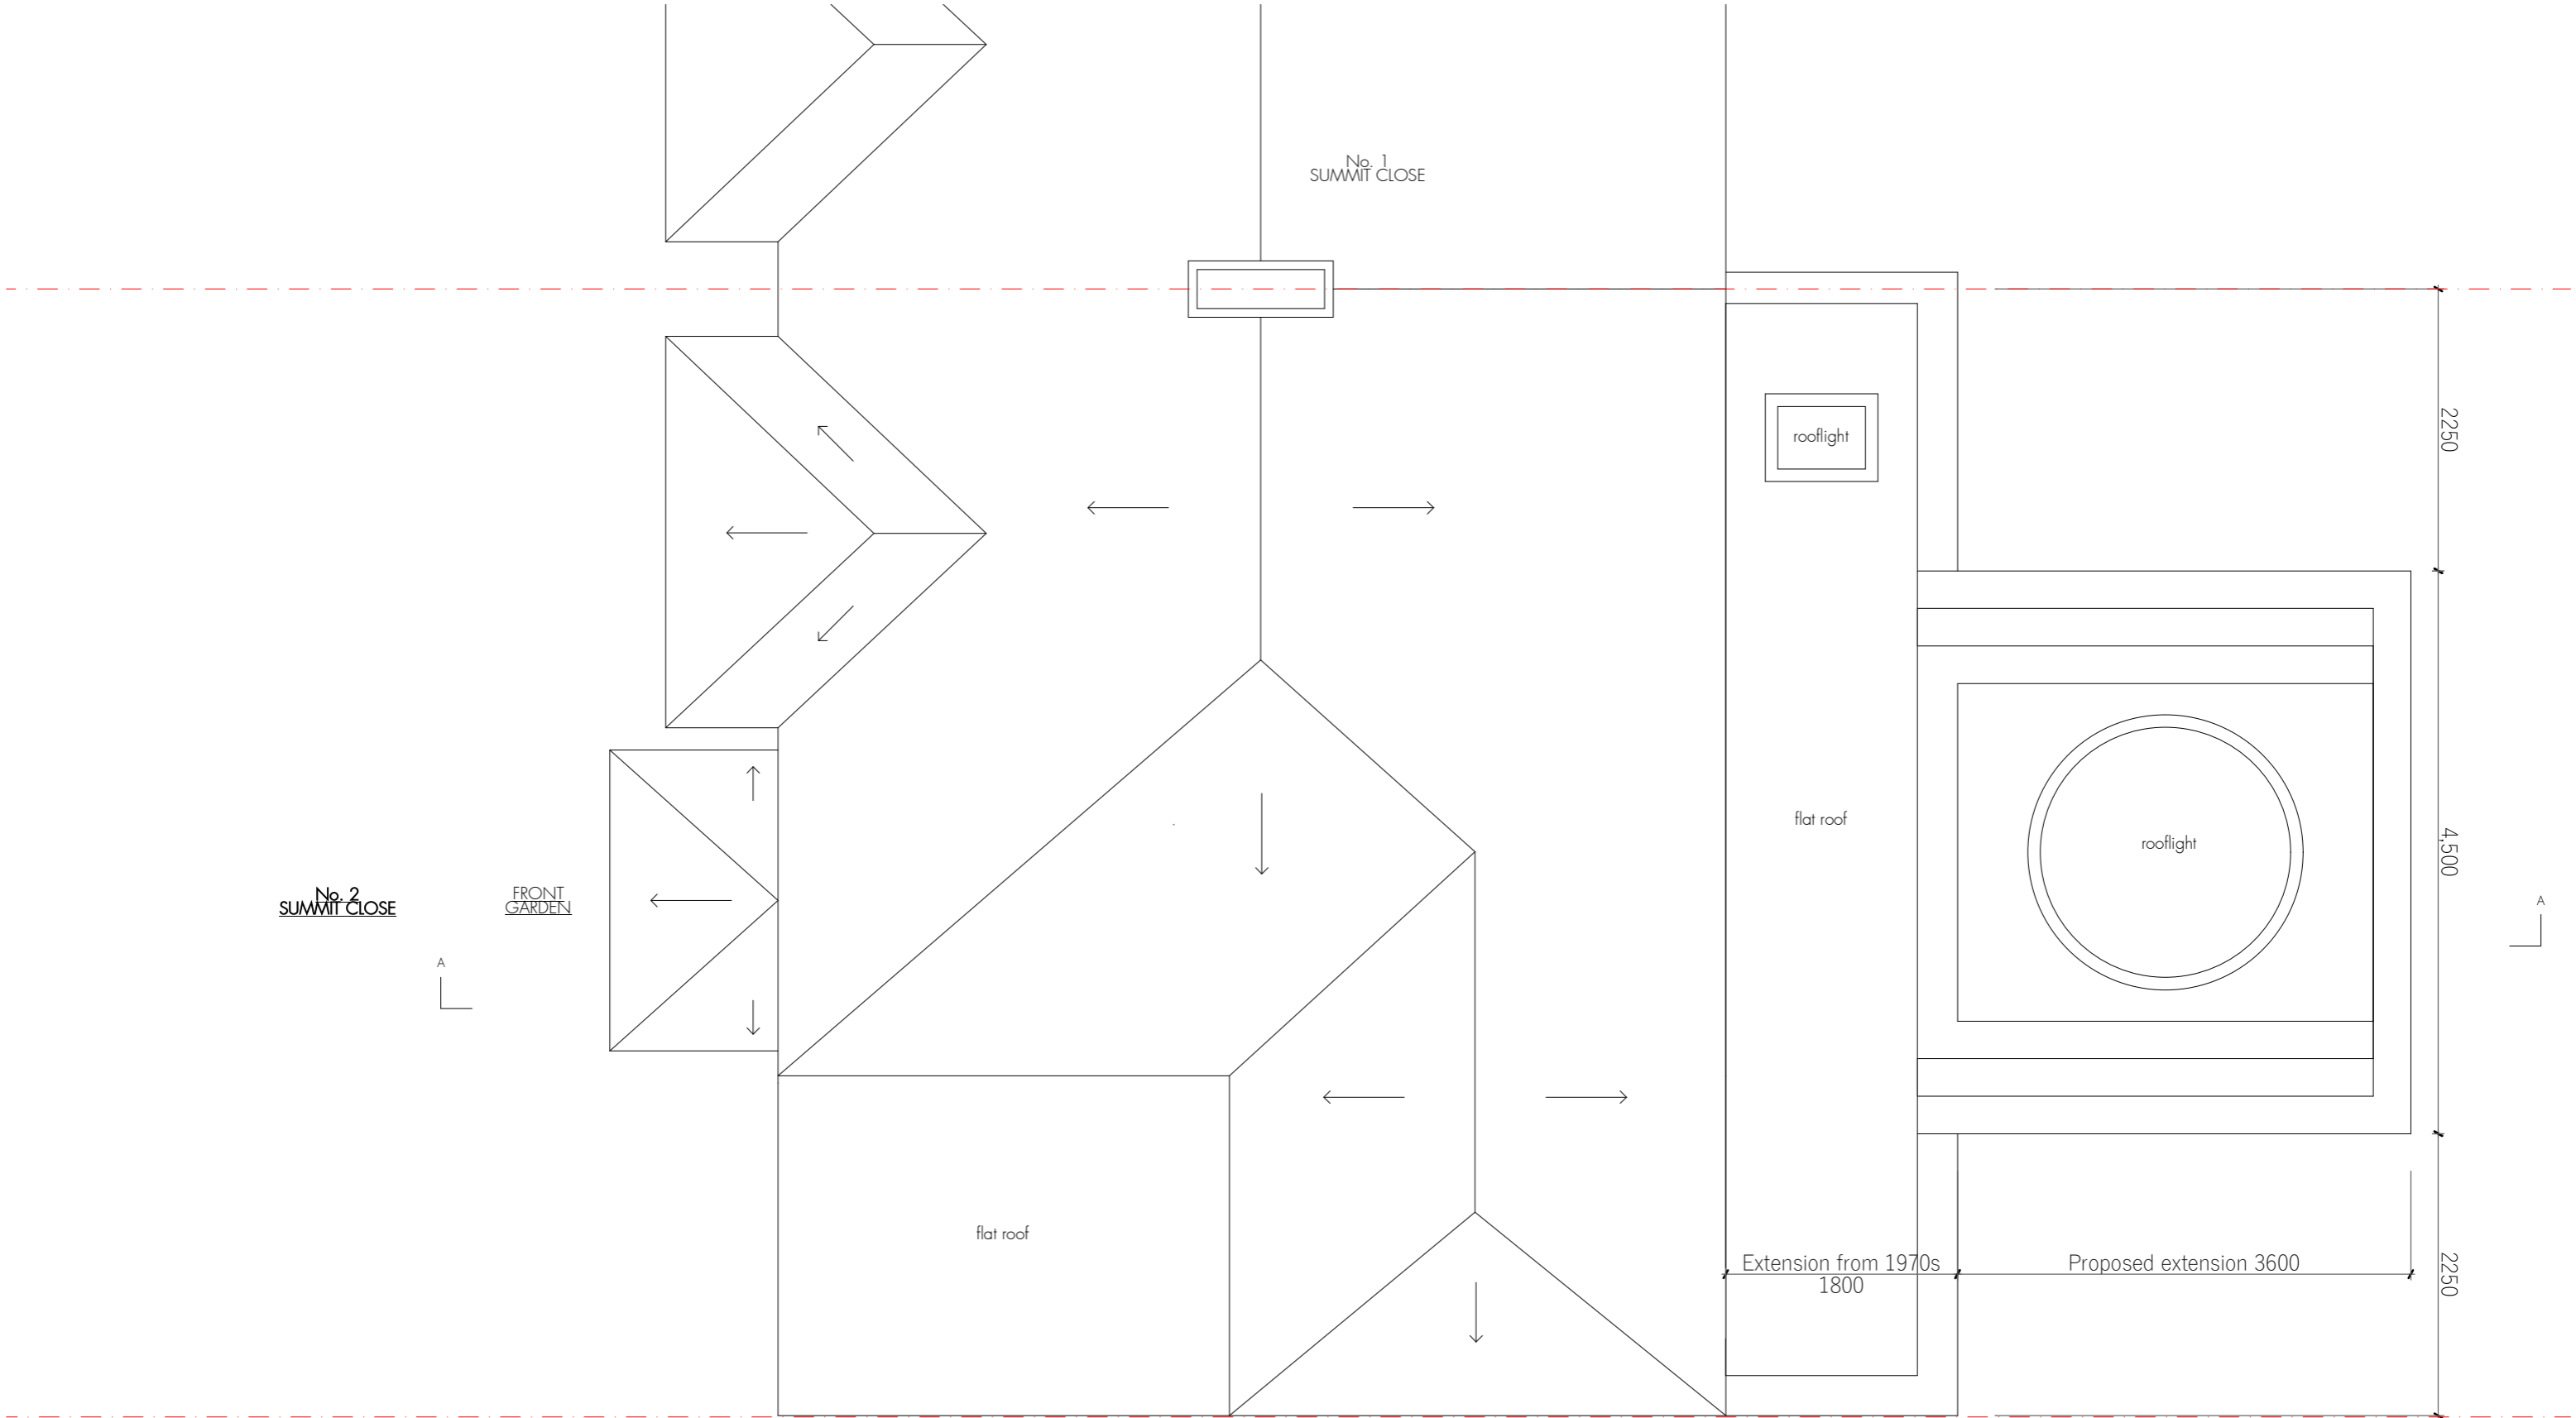 No. 1
SUMMIT CLOSE
rooflight
2250
flat roof
rooflight
4,500
No. 2
SUMMIT CLOSE
FRONT
GARDEN
A
A
flat roof
Extension from 1970s
1800
Proposed extension 3600
2250